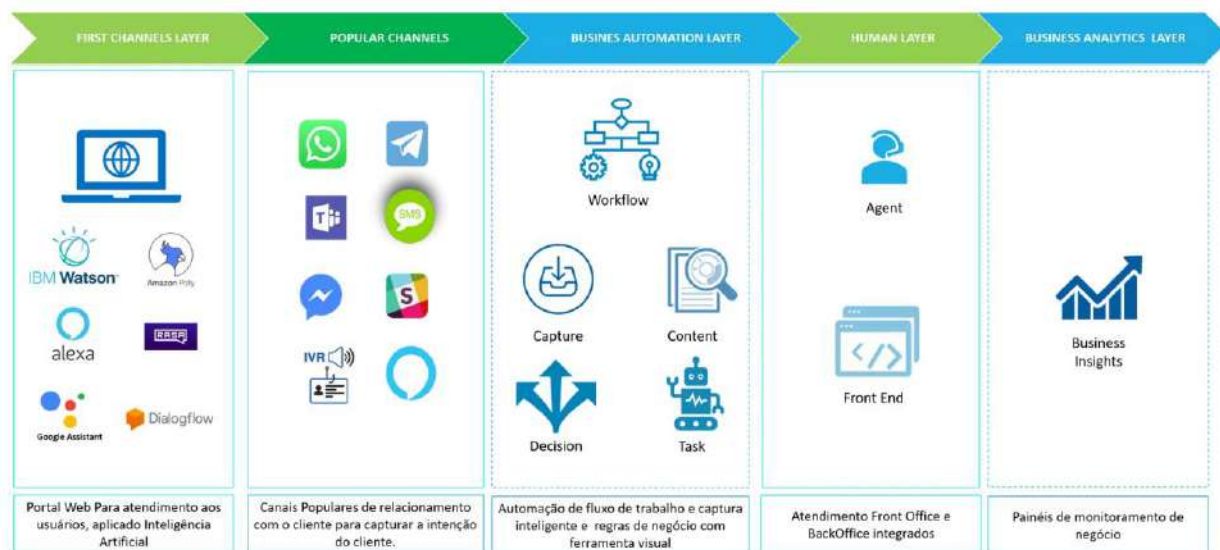 FIRST CHANNELS LAYER
POPULAR CHANNELS
BUSINES AUTOMATION LAYER
HUMAN LAYER
BUSINESS ANALYTICS LAYER
IBM Watson
Amazon Polly
alexa
RASA
Google Assistant
Dialogflow
Portal Web Para atendimento aos
usuários, aplicado Inteligência
Artificial
T
SMS
S
IVR
Canais Populares de relacionamento
com o cliente para capturar a intenção
do cliente.
Workflow
Capture
Content
Decision
Task
Automação de fluxo de trabalho e captura
inteligente e regras de negócio com
ferramenta visual
Agent
</>
Front End
Atendimento Front Office e
BackOffice Integrados
Business
Insights
Painéis de monitoramento de
negócio